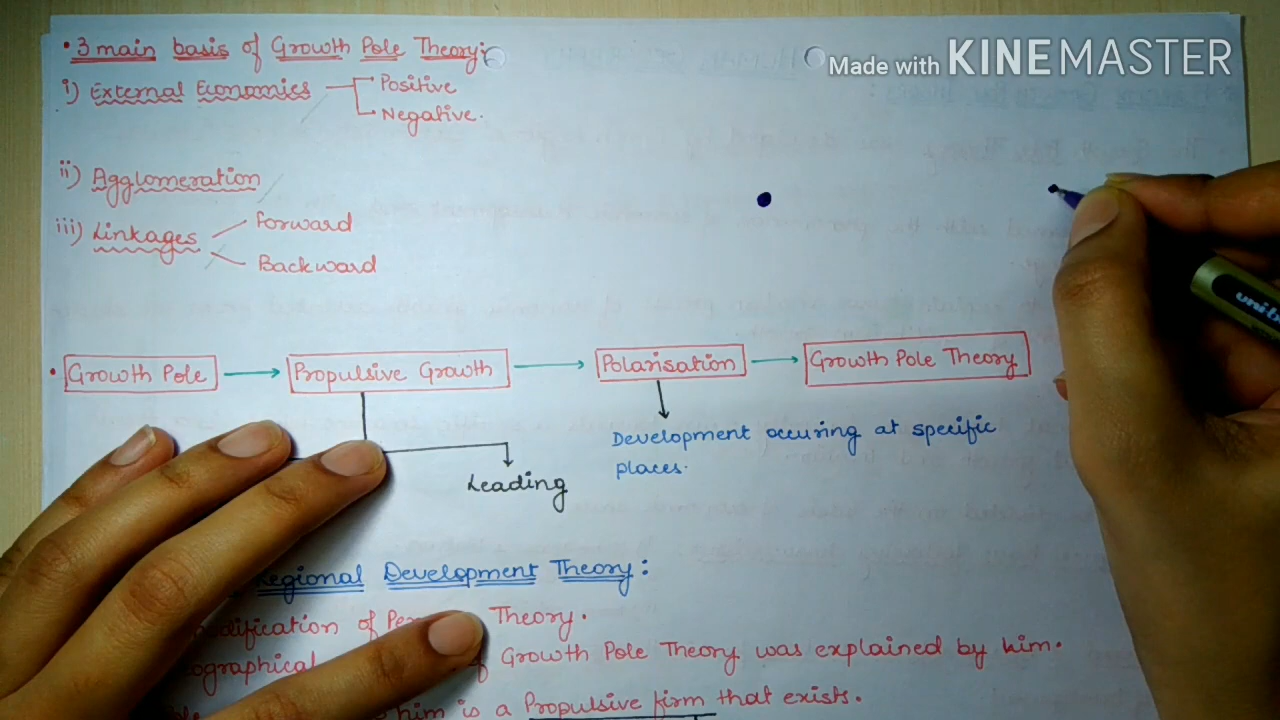 • 3 main basis of Growth Pole Theory:
Made with KINEMASTER
i) External Economies
Positive
Negative.
ii) Agglomeration
iii) Linkages
Forward
Backward
• Growth Pole
Propulsive Growth
Polarisation
Growth Pole Theory
Development occuring at specific
places.
Leading
Regional Development Theory:
Theory.
Growth Pole Theory was explained by him.
him is a Propulsive firm that exists.